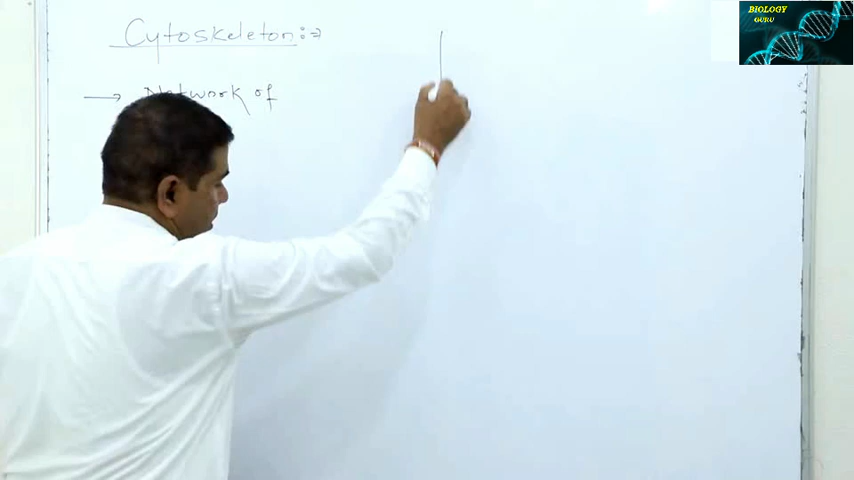 Cytoskeleton :⇒
→ Network of
BIOLOGY
GURU